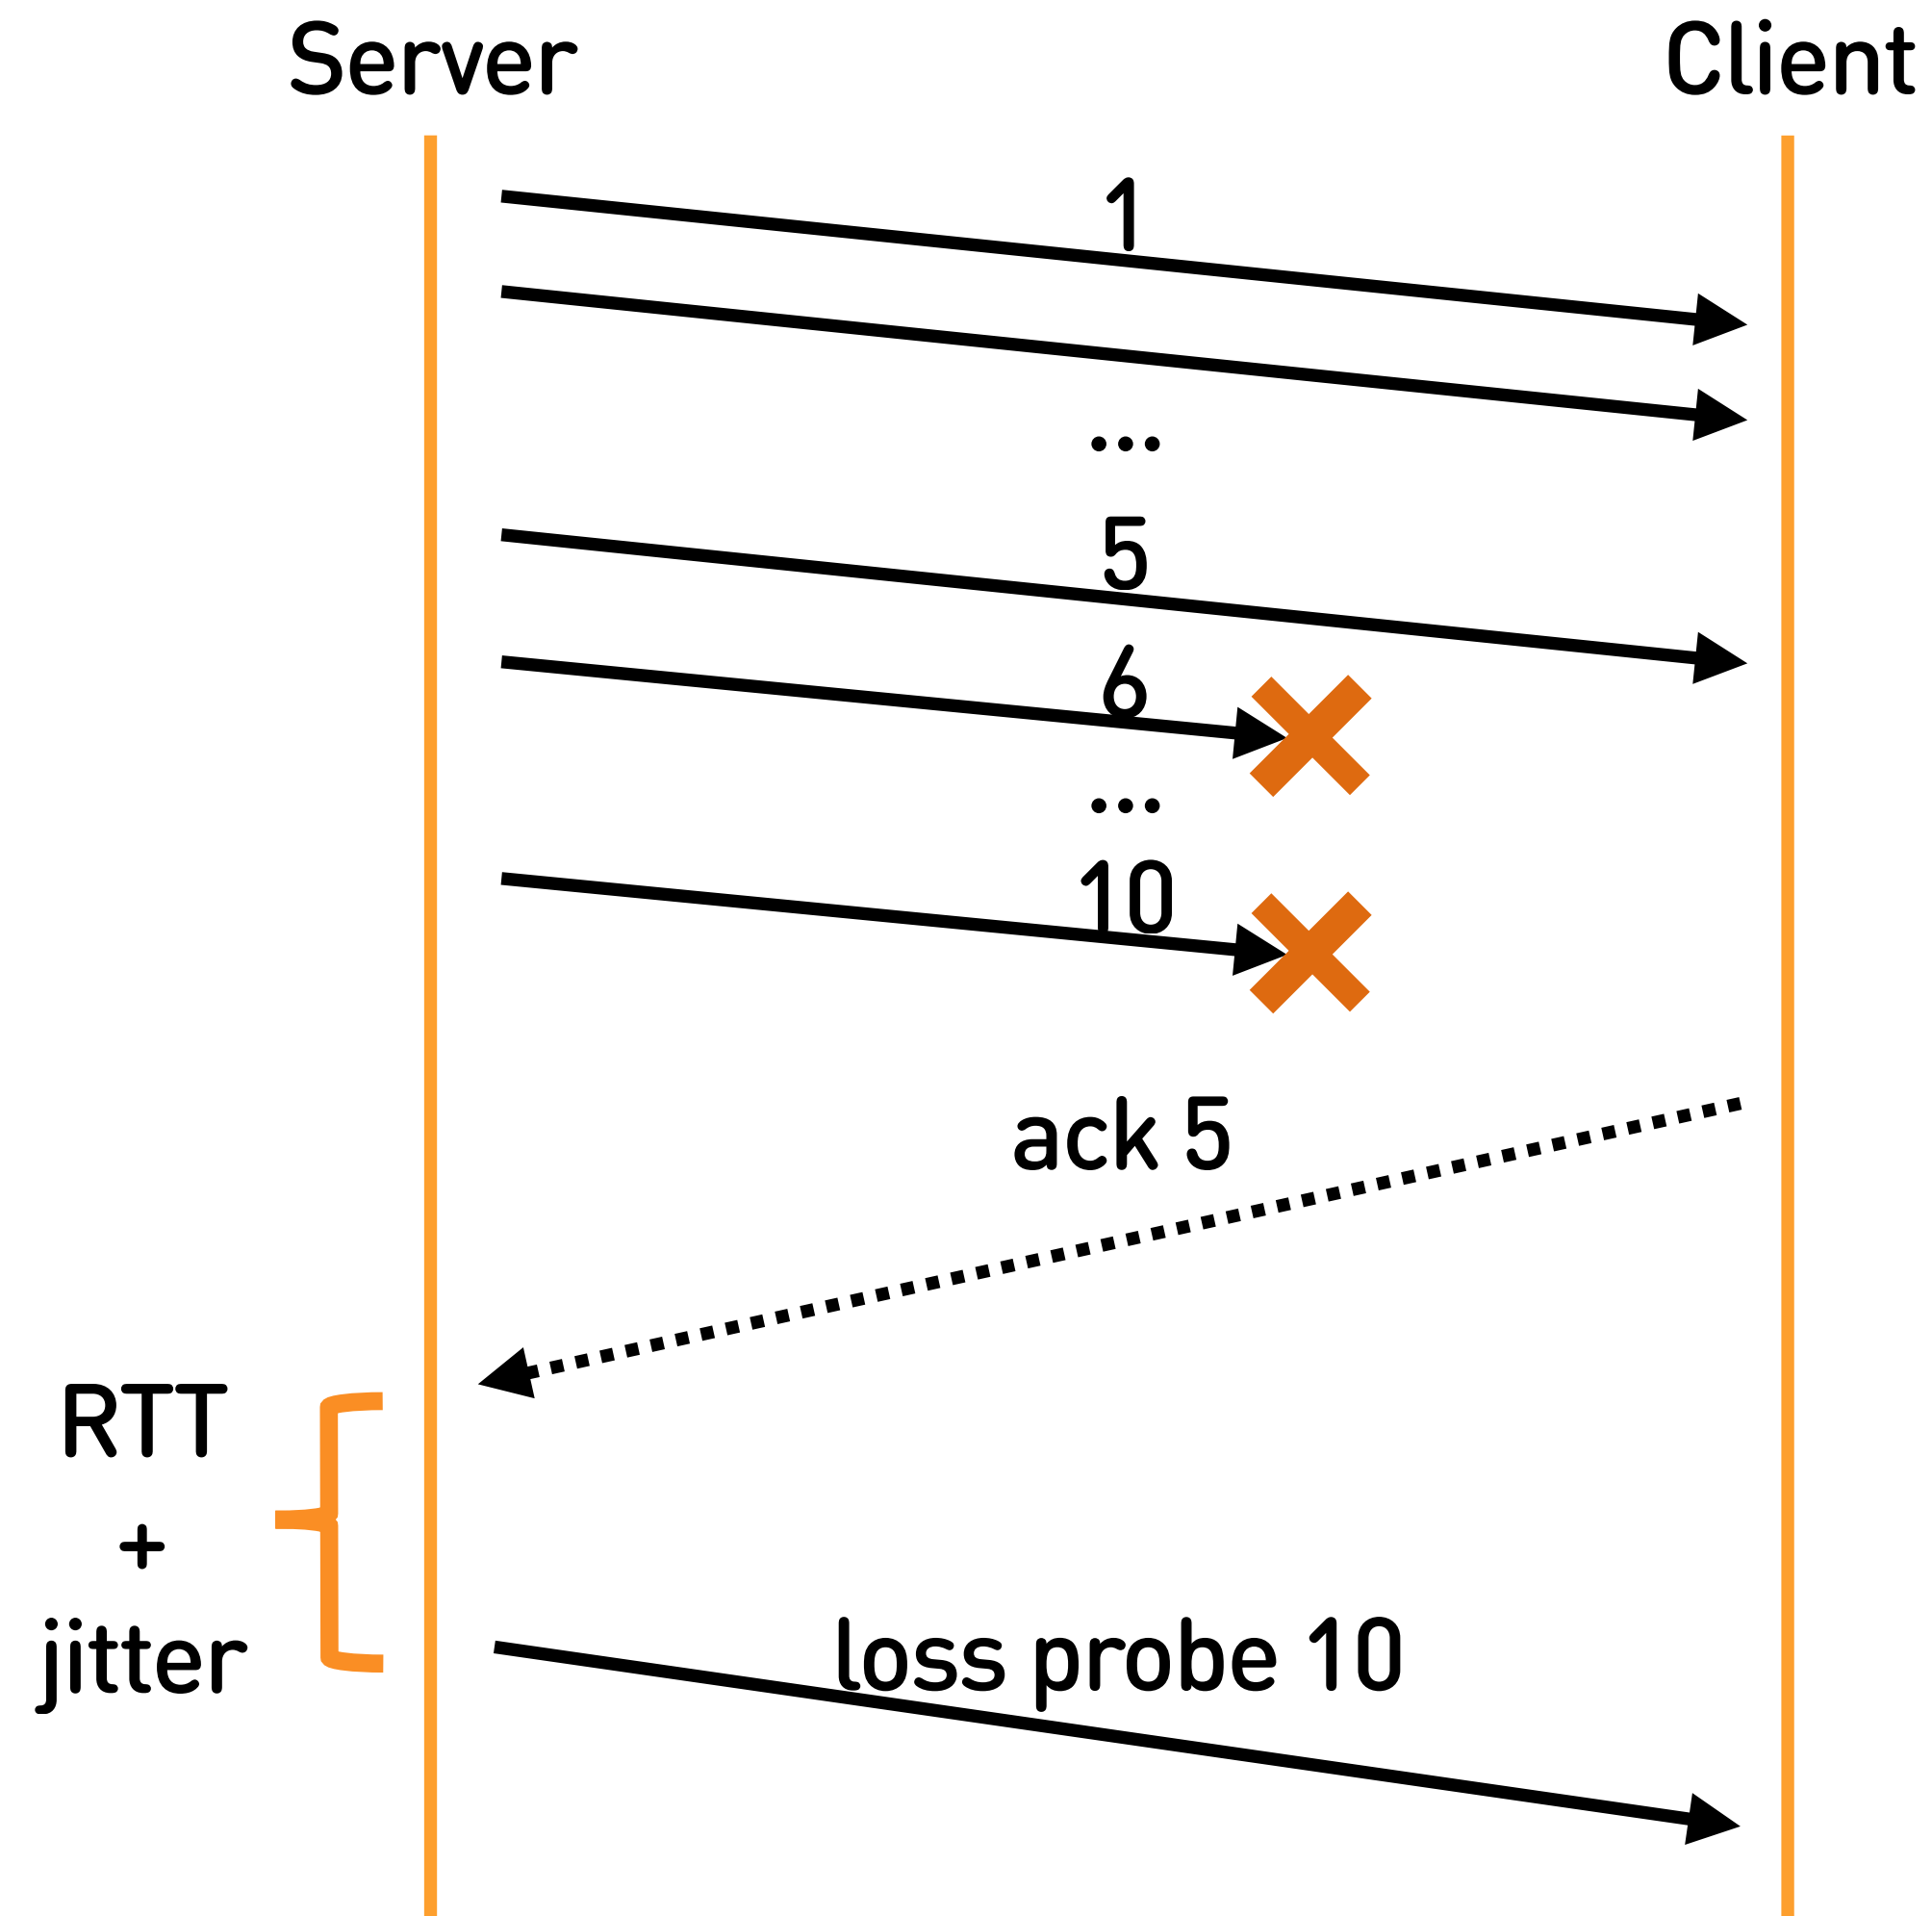 Server
Client
1
...
5
6
...
10
ack 5
RTT
+
jitter
loss probe 10